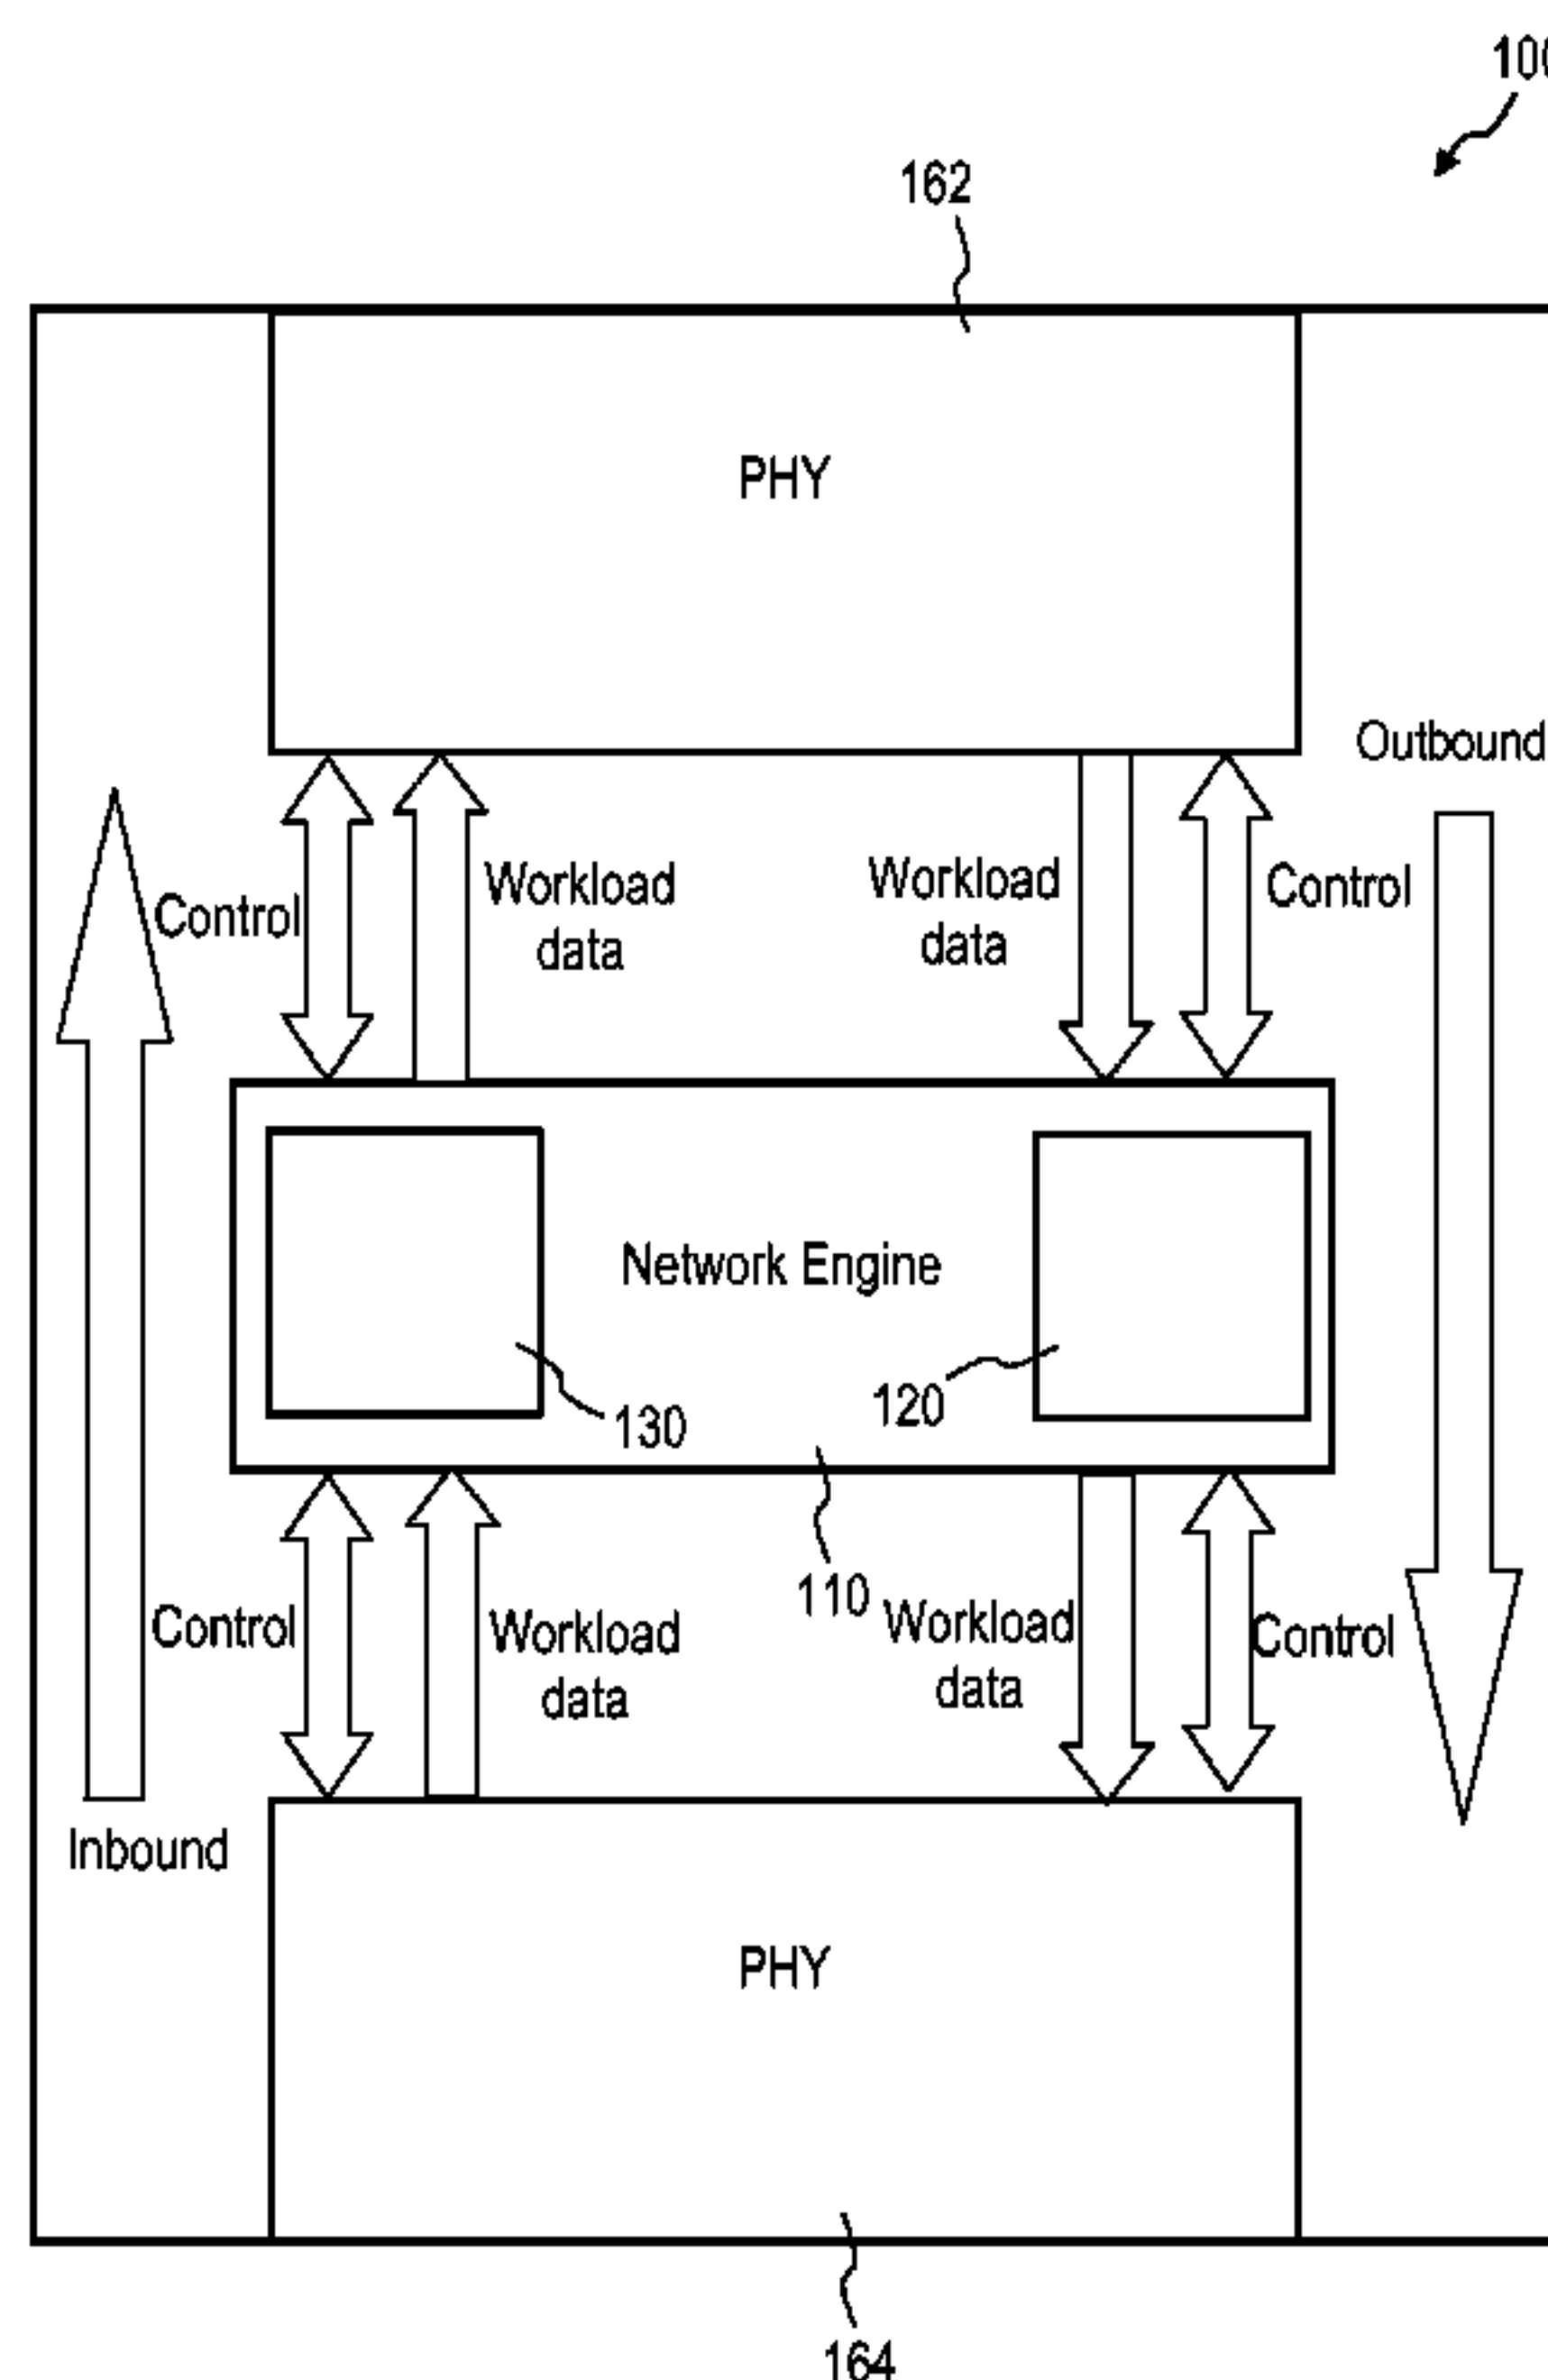 100
162
PHY
Outbound
Control
Workload
data
Workload
data
Control
Network Engine
130
120
110
Control
Workload
data
Workload
data
Control
Inbound
PHY
164